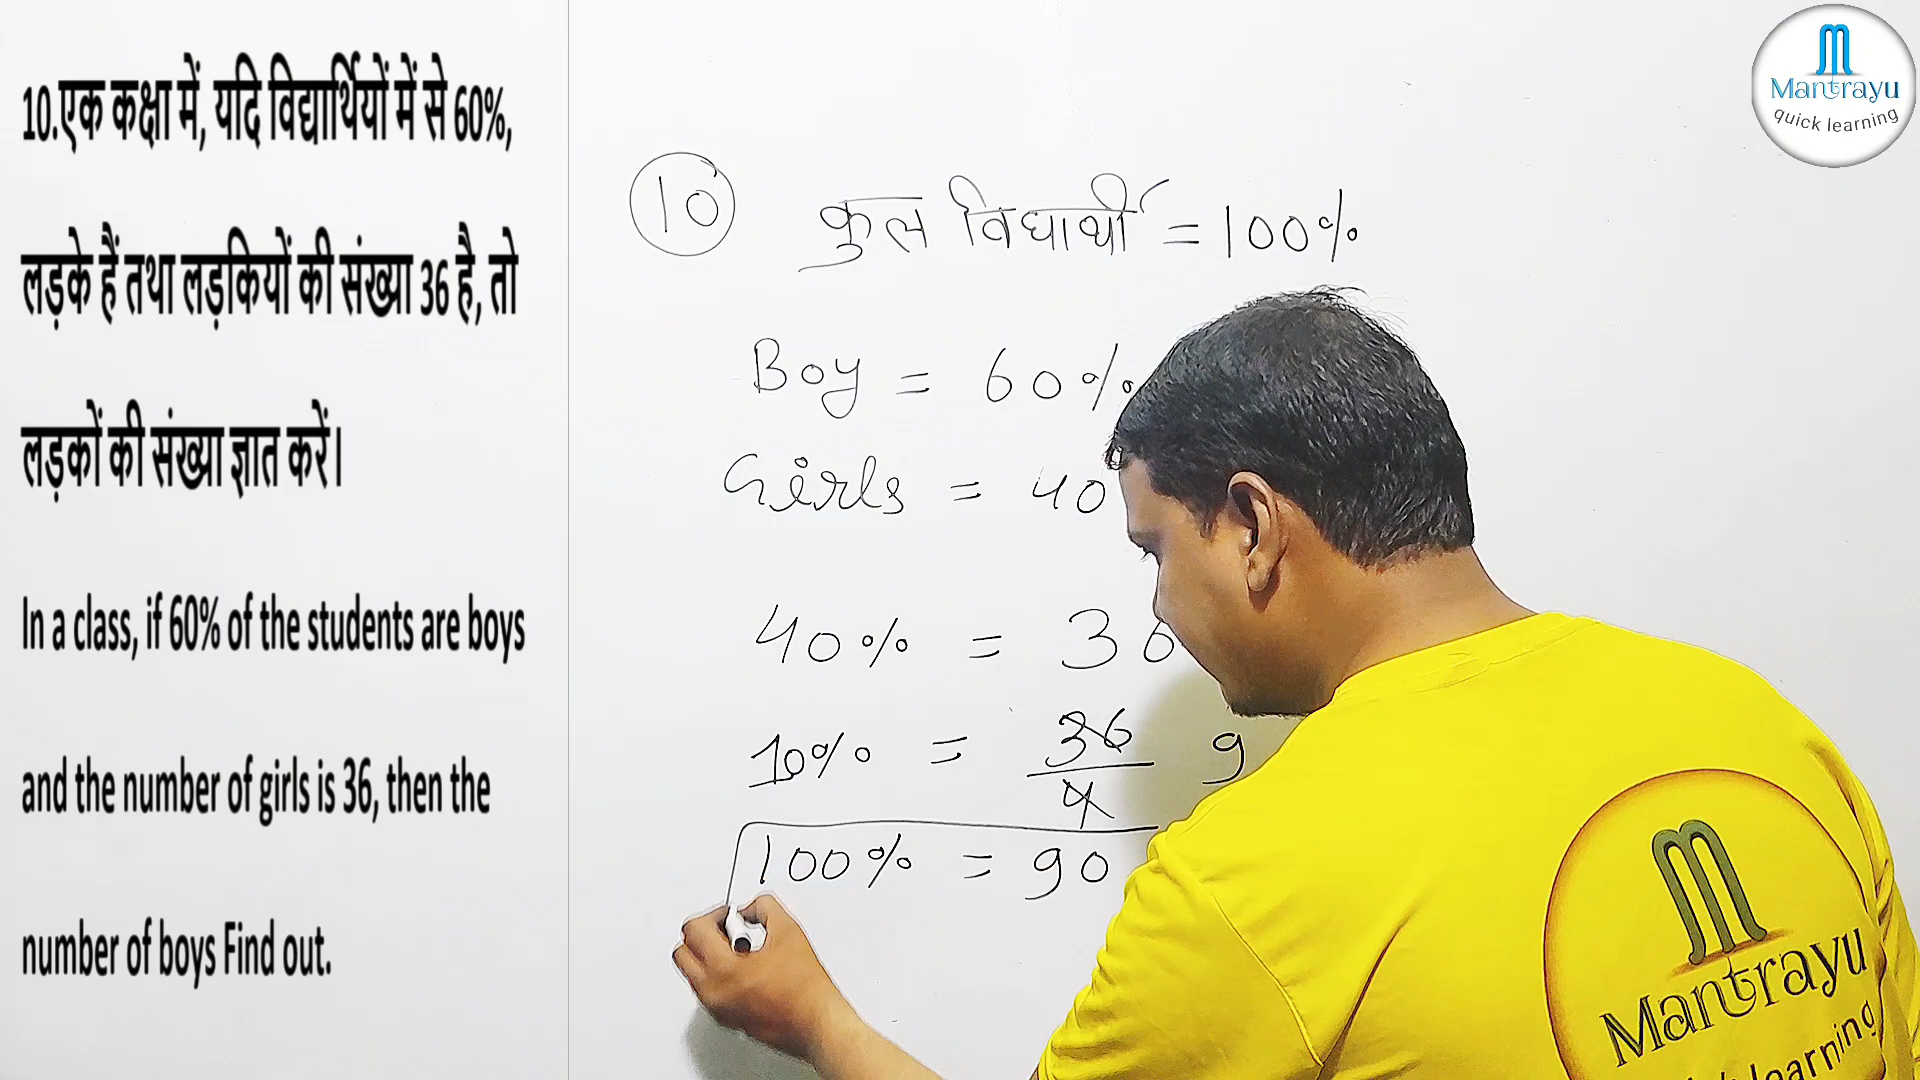 10.एक कक्षा में, यदि विद्यार्थियों में से 60%,
लड़के हैं तथा लड़कियों की संख्या 36 है, तो
लड़कों की संख्या ज्ञात करें।
In a class, if 60% of the students are boys
and the number of girls is 36, then the
number of boys Find out.
10 कुल विद्यार्थी = 100%
Boy = 60%
Girls = 40
40% = 36
10% = 36/4 9
100% = 90
Mantrayu
quick learning
Mantrayu
learning